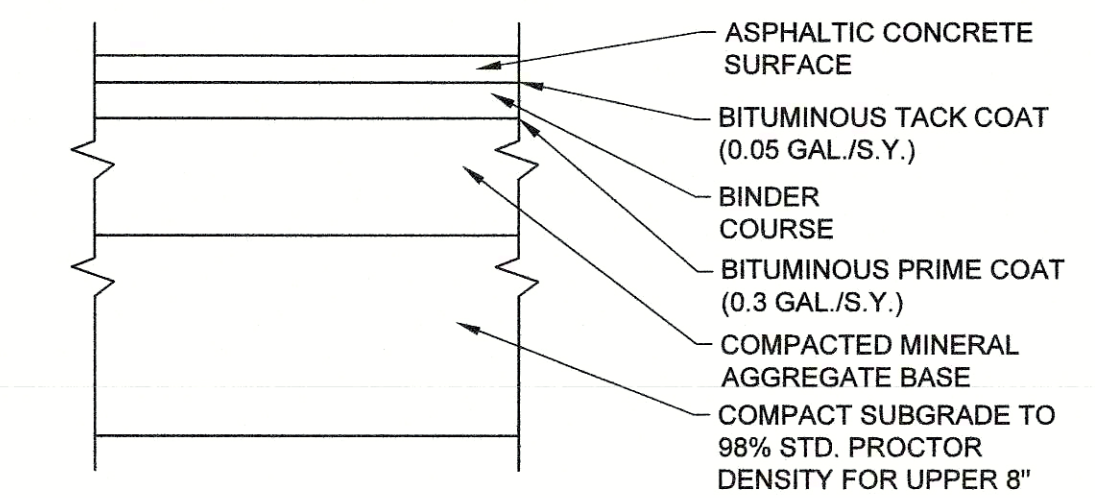 ASPHALTIC CONCRETE
SURFACE
BITUMINOUS TACK COAT
(0.05 GAL./S.Y.)
BINDER
COURSE
BITUMINOUS PRIME COAT
(0.3 GAL./S.Y.)
COMPACTED MINERAL
AGGREGATE BASE
COMPACT SUBGRADE TO
98% STD. PROCTOR
DENSITY FOR UPPER 8"